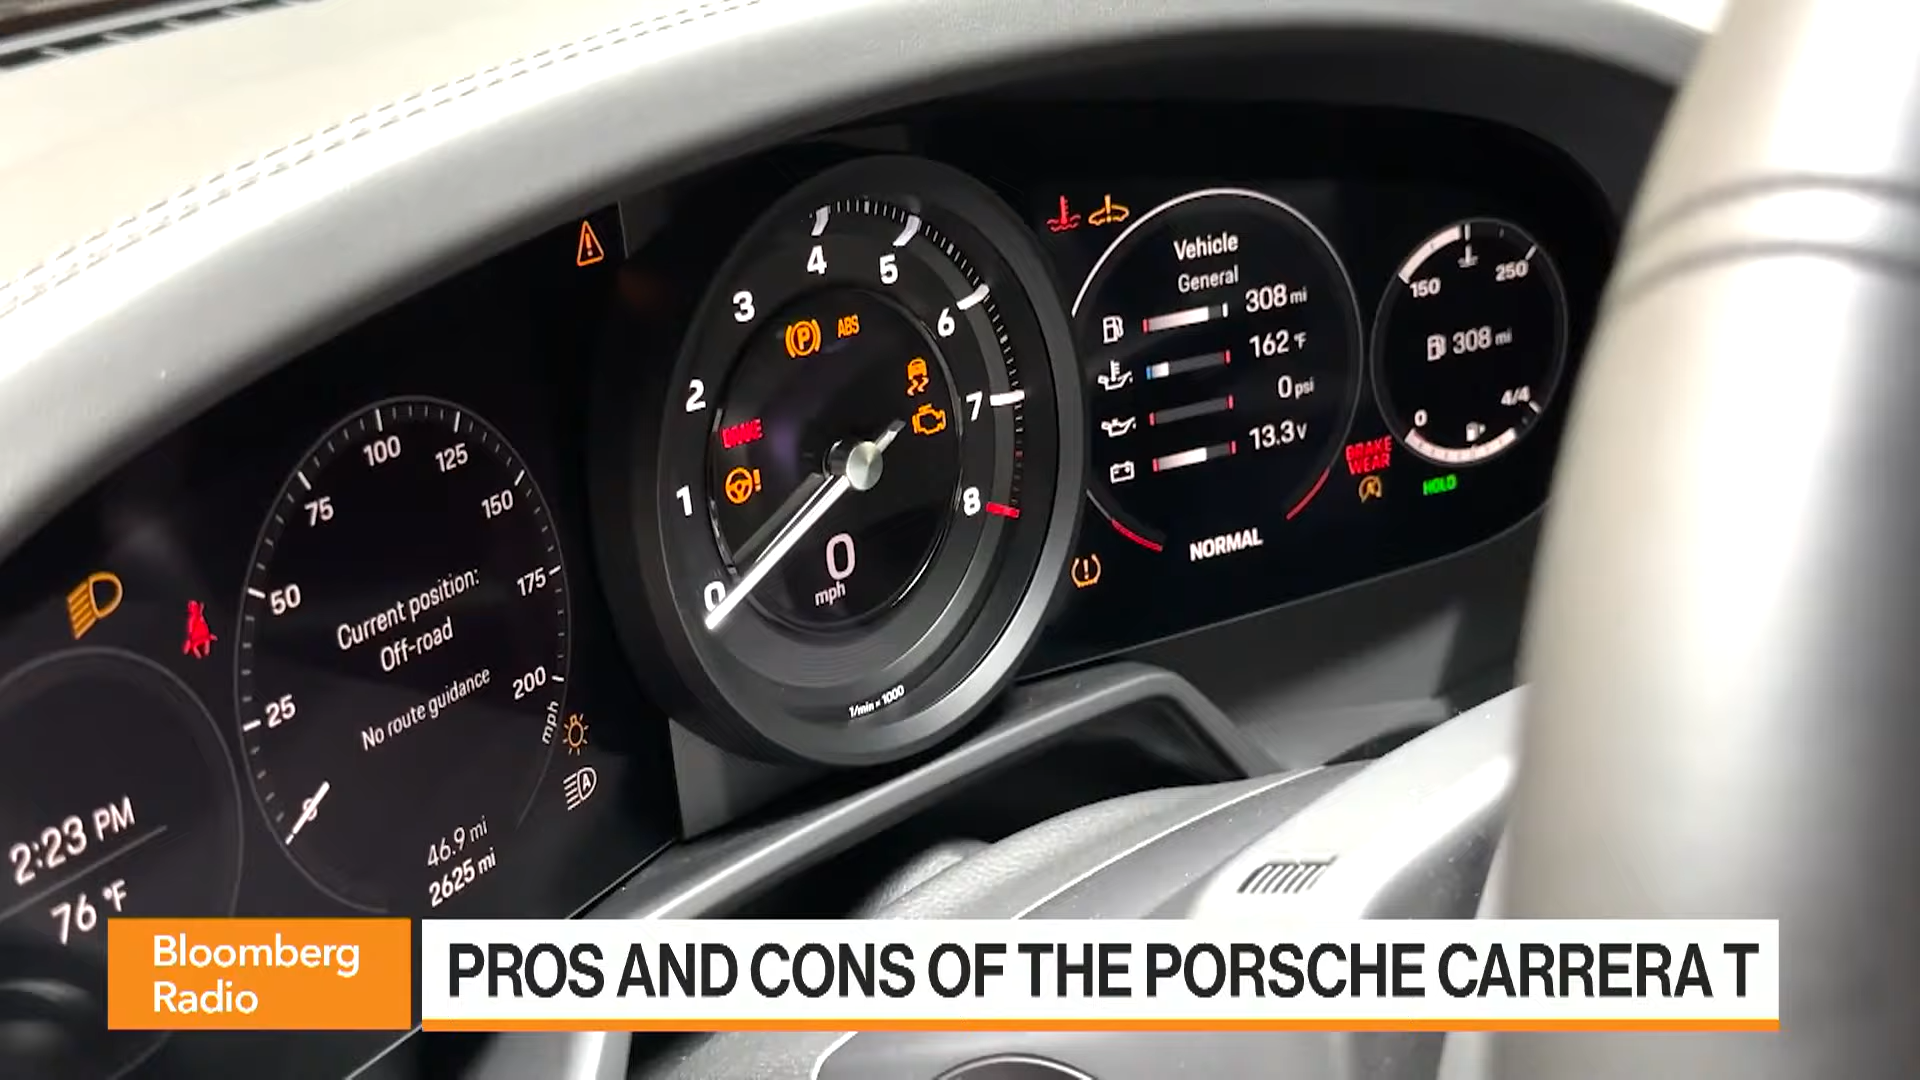 100
125
75
150
50
175
25
200
mph
Current position:
Off-road
No route guidance
46.9 mi
2625 mi
2:23 PM
76 °F
0
1
2
3
4
5
6
7
8
P
ABS
BRAKE
0
mph
1/min × 1000
Vehicle
General
308 mi
162 °F
0 psi
13.3 V
NORMAL
150
250
308 mi
0
4/4
BRAKE
WEAR
A
HOLD
A
Bloomberg
Radio
PROS AND CONS OF THE PORSCHE CARRERA T